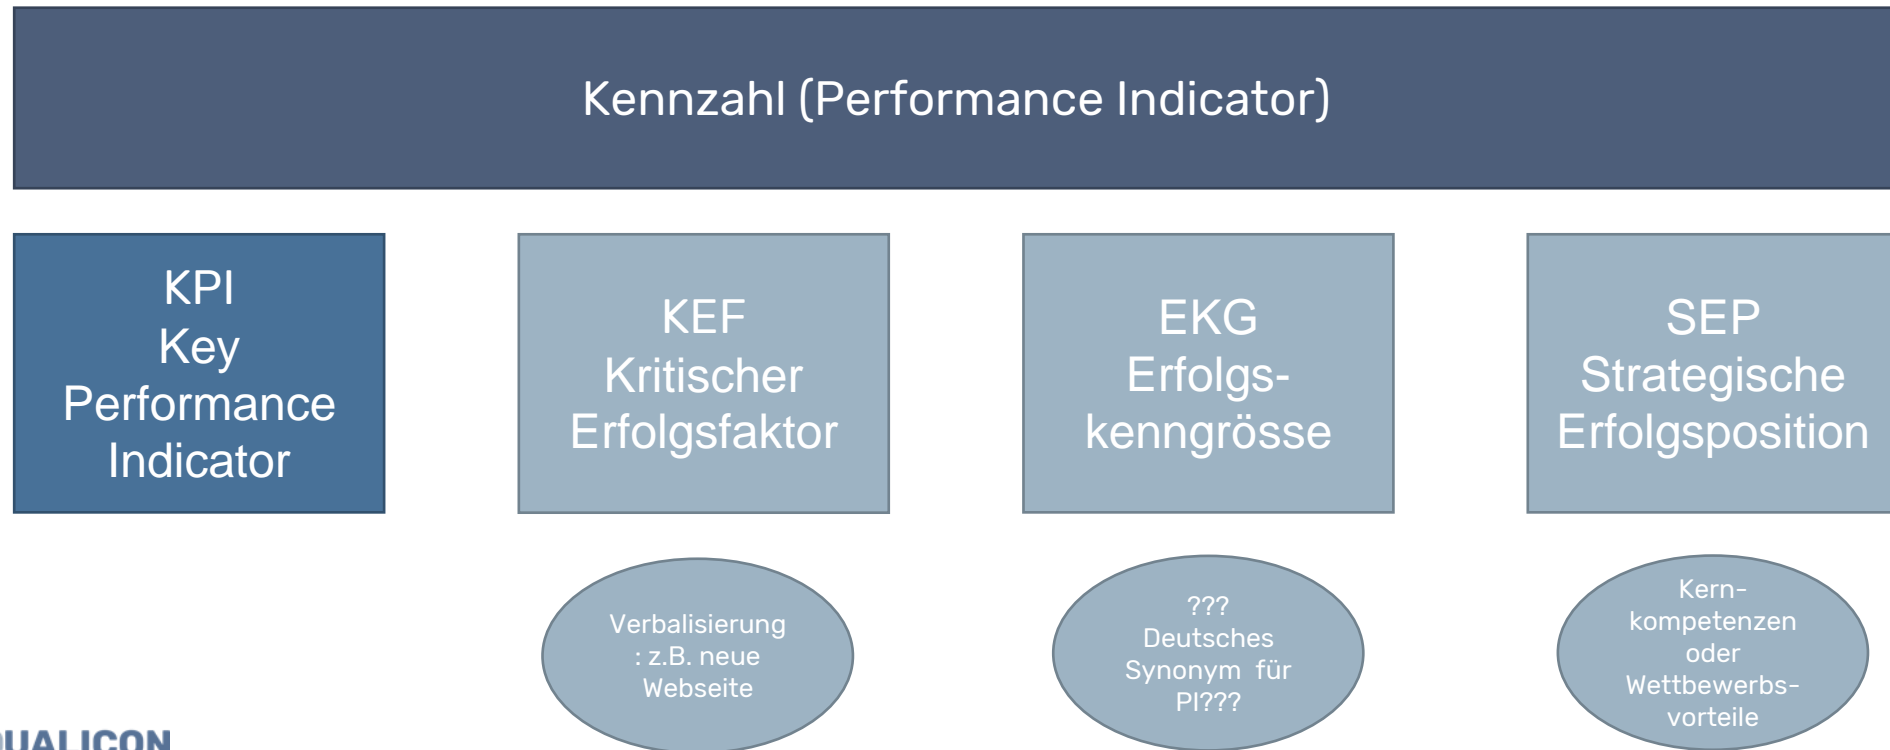 Kennzahl (Performance Indicator)
KPI
Key
Performance
Indicator
KEF
Kritischer
Erfolgsfaktor
EKG
Erfolgs-
kenngrösse
SEP
Strategische
Erfolgsposition
Verbalisierung
: z.B. neue
Webseite
???
Deutsches
Synonym für
PI???
Kern-
kompetenzen
oder
Wettbewerbs-
vorteile
QUALICON